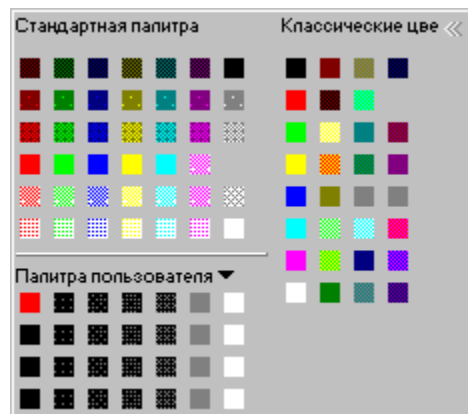 Стандартная палитра
Классические цве
Палитра пользователя